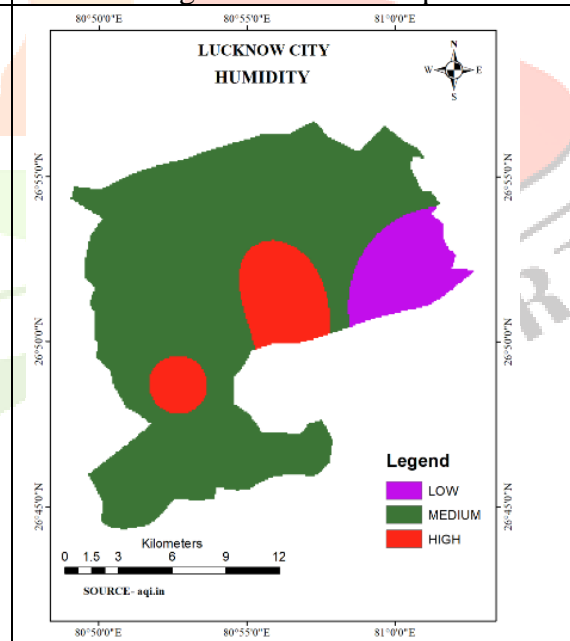 80°50'0"E 80°55'0"E 81°0'0"E
LUCKNOW CITY
HUMIDITY
N
W E
S
26°55'0"N 26°55'0"N
26°50'0"N 26°50'0"N
26°45'0"N 26°45'0"N
Legend
LOW
MEDIUM
HIGH
Kilometers
0 1.5 3 6 9 12
SOURCE- aqi.in
80°50'0"E 80°55'0"E 81°0'0"E